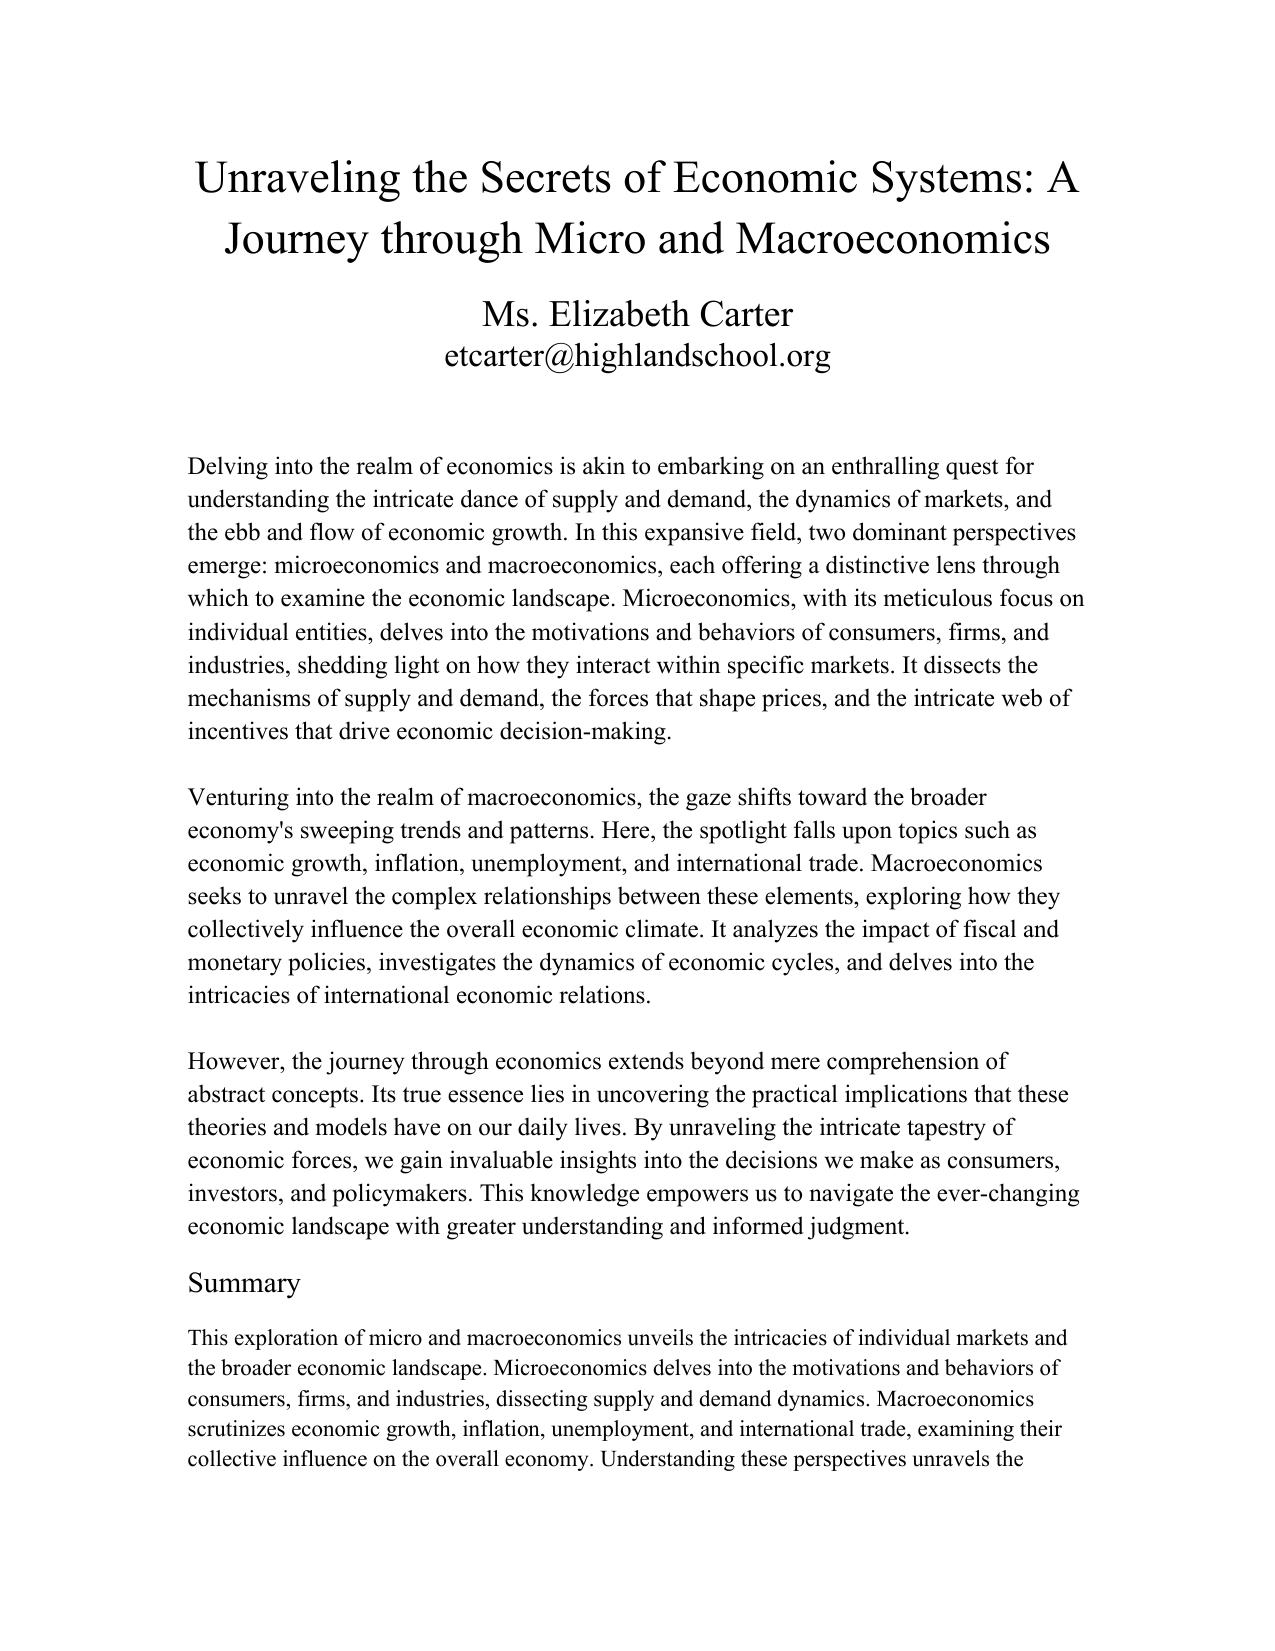 Unraveling the Secrets of Economic Systems: A
Journey through Micro and Macroeconomics
Ms. Elizabeth Carter
etcarter@highlandschool.org
Delving into the realm of economics is akin to embarking on an enthralling quest for
understanding the intricate dance of supply and demand, the dynamics of markets, and
the ebb and flow of economic growth. In this expansive field, two dominant perspectives
emerge: microeconomics and macroeconomics, each offering a distinctive lens through
which to examine the economic landscape. Microeconomics, with its meticulous focus on
individual entities, delves into the motivations and behaviors of consumers, firms, and
industries, shedding light on how they interact within specific markets. It dissects the
mechanisms of supply and demand, the forces that shape prices, and the intricate web of
incentives that drive economic decision-making.
Venturing into the realm of macroeconomics, the gaze shifts toward the broader
economy's sweeping trends and patterns. Here, the spotlight falls upon topics such as
economic growth, inflation, unemployment, and international trade. Macroeconomics
seeks to unravel the complex relationships between these elements, exploring how they
collectively influence the overall economic climate. It analyzes the impact of fiscal and
monetary policies, investigates the dynamics of economic cycles, and delves into the
intricacies of international economic relations.
However, the journey through economics extends beyond mere comprehension of
abstract concepts. Its true essence lies in uncovering the practical implications that these
theories and models have on our daily lives. By unraveling the intricate tapestry of
economic forces, we gain invaluable insights into the decisions we make as consumers,
investors, and policymakers. This knowledge empowers us to navigate the ever-changing
economic landscape with greater understanding and informed judgment.
Summary
This exploration of micro and macroeconomics unveils the intricacies of individual markets and
the broader economic landscape. Microeconomics delves into the motivations and behaviors of
consumers, firms, and industries, dissecting supply and demand dynamics. Macroeconomics
scrutinizes economic growth, inflation, unemployment, and international trade, examining their
collective influence on the overall economy. Understanding these perspectives unravels the